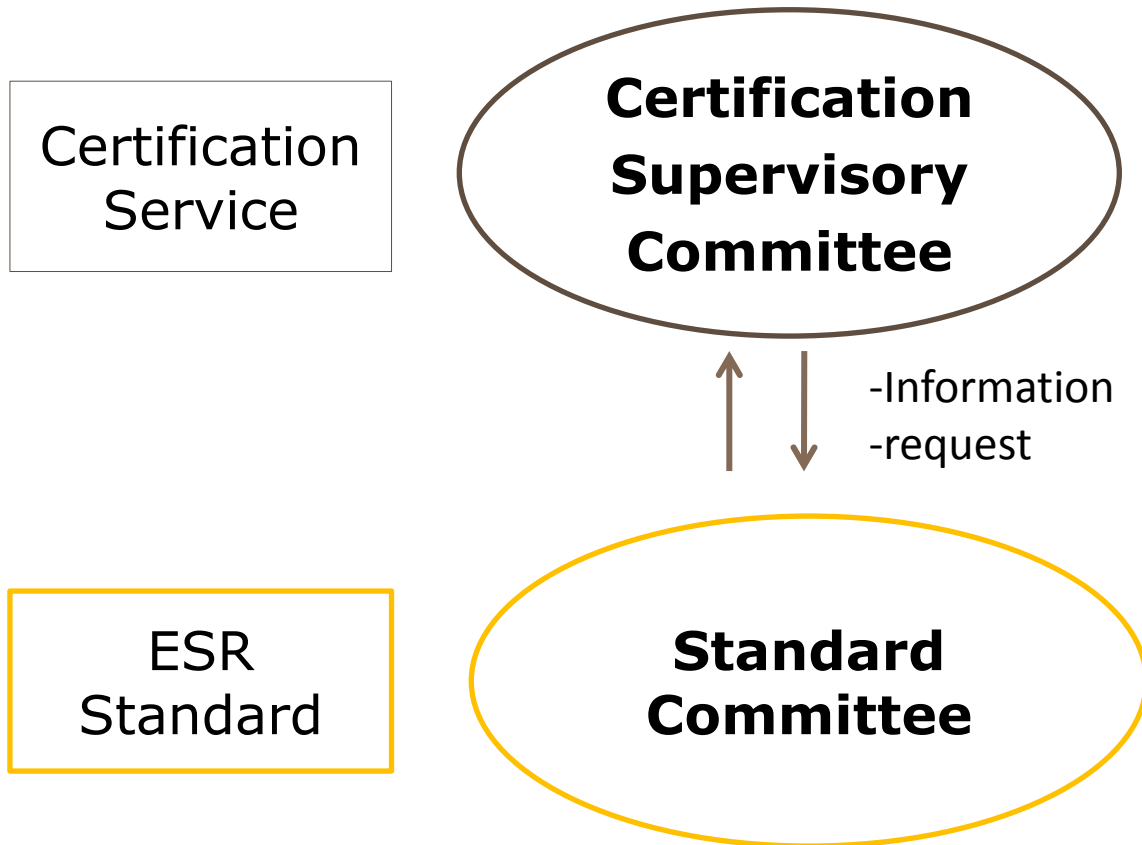 Certification
Service
Certification
Supervisory
Committee
-Information
-request
ESR
Standard
Standard
Committee